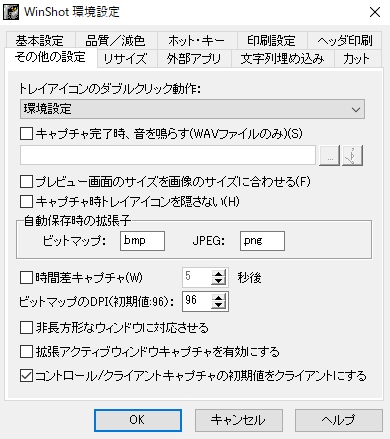 WinShot 環境設定
基本設定 品質／減色 ホット・キー 印刷設定 ヘッダ印刷
その他の設定 リサイズ 外部アプリ 文字列埋め込み カット
トレイアイコンのダブルクリック動作:
環境設定
キャプチャ完了時、音を鳴らす(WAVファイルのみ)(S)
...
プレビュー画面のサイズを画像のサイズに合わせる(F)
キャプチャ時トレイアイコンを隠さない(H)
自動保存時の拡張子
ビットマップ: .bmp JPEG: png
時間差キャプチャ(W) 5 秒後
ビットマップのDPI(初期値:96): 96
非長方形なウィンドウに対応させる
拡張アクティブウィンドウキャプチャを有効にする
コントロール/クライアントキャプチャの初期値をクライアントにする
OK キャンセル ヘルプ